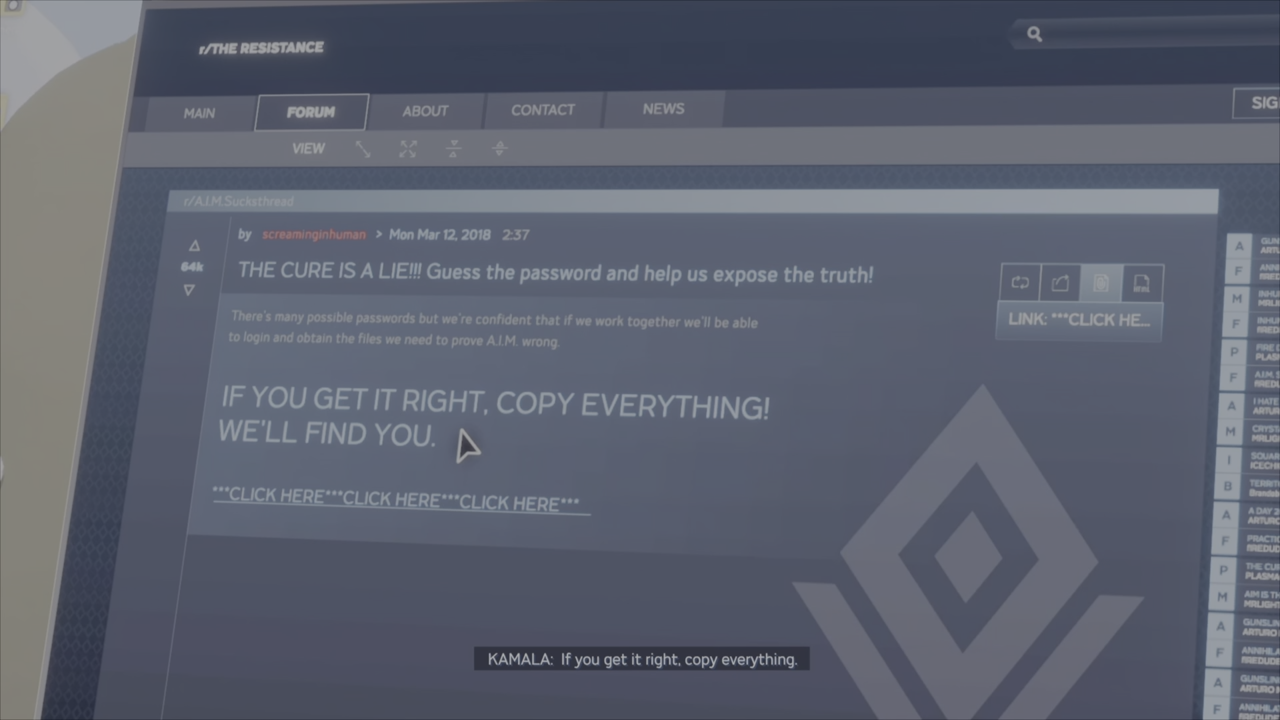 r/THE RESISTANCE
MAIN
FORUM
ABOUT
CONTACT
NEWS
SIG
VIEW
r/A.I.M.Sucksthread
by screaminginhuman > Mon Mar 12, 2018 2:37
64k
THE CURE IS A LIE!!! Guess the password and help us expose the truth!
There's many possible passwords but we're confident that if we work together we'll be able
to login and obtain the files we need to prove A.I.M. wrong.
LINK: ***CLICK HE...
IF YOU GET IT RIGHT, COPY EVERYTHING!
WE'LL FIND YOU.
***CLICK HERE***CLICK HERE***CLICK HERE***
A
F
M
F
P
F
A
M
I
B
A
F
P
M
A
F
A
F
KAMALA: If you get it right, copy everything.